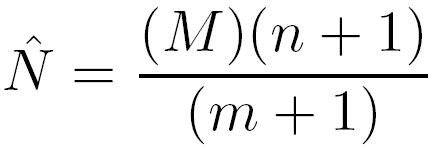 N̂ = (M)(n + 1) / (m + 1)